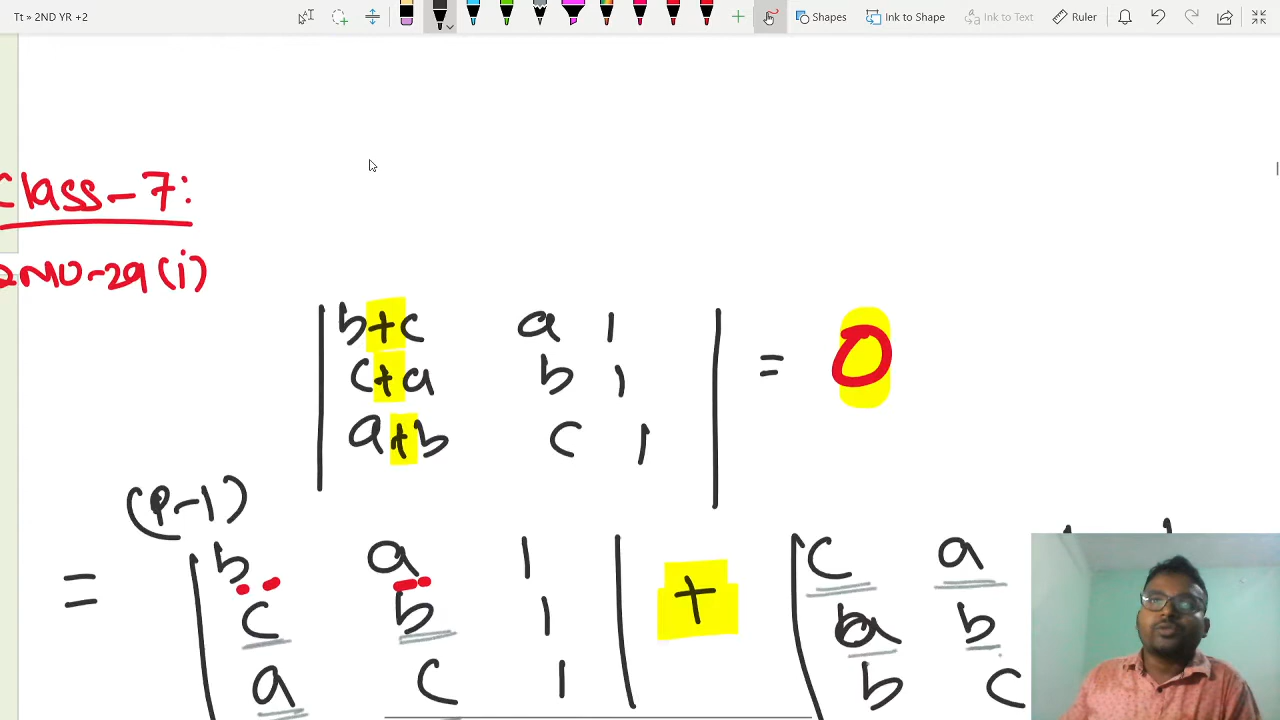 Tt » 2ND YR +2
Shapes Ink to Shape Ink to Text Ruler
Class-7:
2MQ-29(i)
| b+c a 1 |
| c+a b 1 | = 0
| a+b c 1 |
(P-1)
= | b a 1 | + | c a
| c b 1 | | a b
| a c 1 | | b c